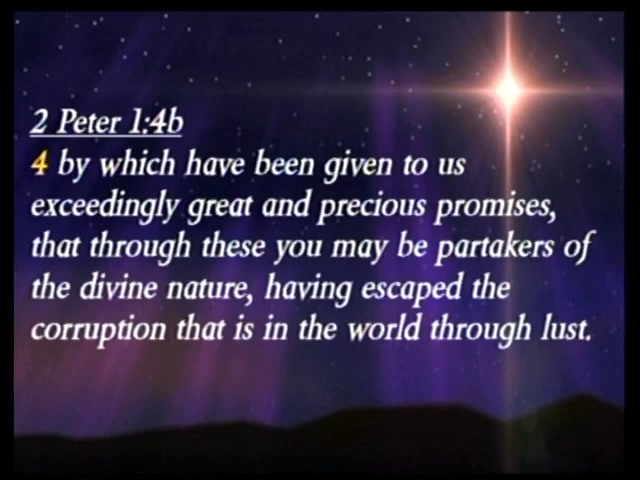 2 Peter 1:4b
4 by which have been given to us
exceedingly great and precious promises,
that through these you may be partakers of
the divine nature, having escaped the
corruption that is in the world through lust.